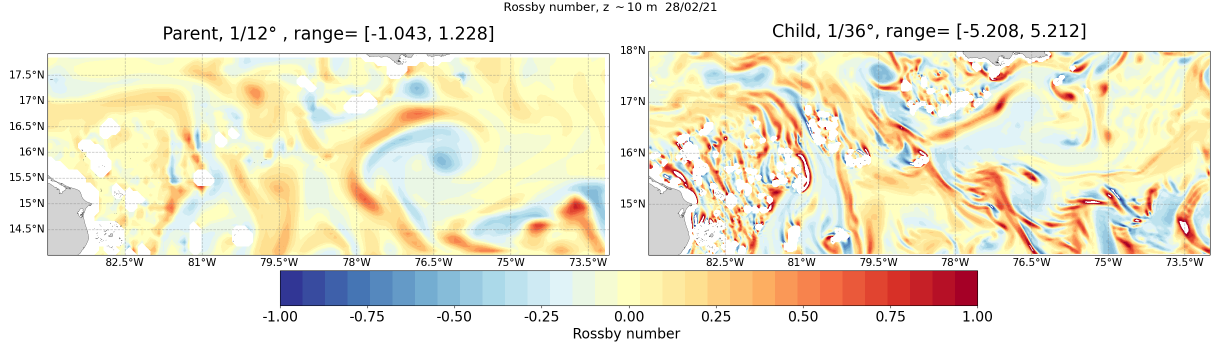 Rossby number, z ~10 m 28/02/21
Parent, 1/12° , range= [-1.043, 1.228]
17.5°N
17°N
16.5°N
16°N
15.5°N
15°N
14.5°N
82.5°W 81°W 79.5°W 78°W 76.5°W 75°W 73.5°W
Child, 1/36°, range= [-5.208, 5.212]
18°N
17°N
16°N
15°N
82.5°W 81°W 79.5°W 78°W 76.5°W 75°W 73.5°W
-1.00 -0.75 -0.50 -0.25 0.00 0.25 0.50 0.75 1.00
Rossby number